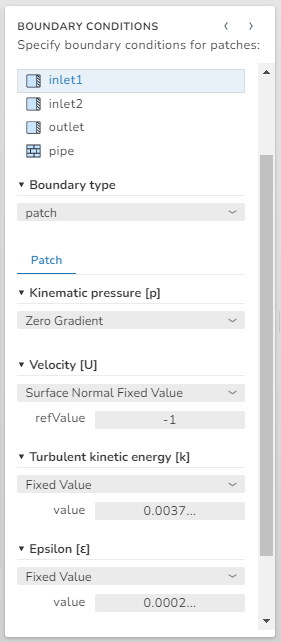 BOUNDARY CONDITIONS
Specify boundary conditions for patches:
inlet1
inlet2
outlet
pipe
Boundary type
patch
Patch
Kinematic pressure [p]
Zero Gradient
Velocity [U]
Surface Normal Fixed Value
refValue -1
Turbulent kinetic energy [k]
Fixed Value
value 0.0037...
Epsilon [ε]
Fixed Value
value 0.0002...